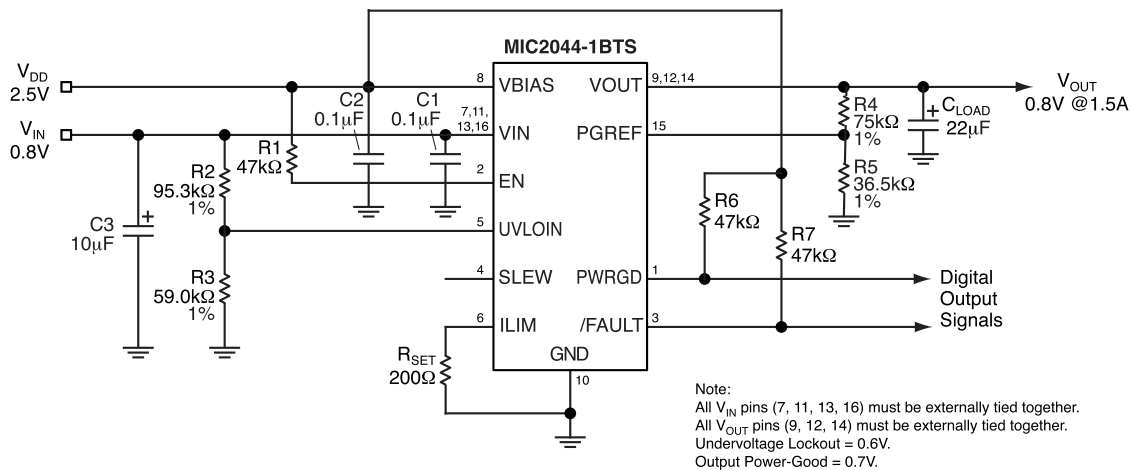 MIC2044-1BTS
V_DD
2.5V
V_IN
0.8V
8
VBIAS
7,11,
13,16
VIN
2
EN
5
UVLOIN
4
SLEW
6
ILIM
VOUT
9,12,14
PGREF
15
PWRGD
1
/FAULT
3
GND
10
C2
0.1μF
C1
0.1μF
R1
47kΩ
R2
95.3kΩ
1%
C3
+
10μF
R3
59.0kΩ
1%
R_SET
200Ω
R4
75kΩ
1%
+
C_LOAD
22μF
V_OUT
0.8V @1.5A
R5
36.5kΩ
1%
R6
47kΩ
R7
47kΩ
Digital
Output
Signals
Note:
All V_IN pins (7, 11, 13, 16) must be externally tied together.
All V_OUT pins (9, 12, 14) must be externally tied together.
Undervoltage Lockout = 0.6V.
Output Power-Good = 0.7V.